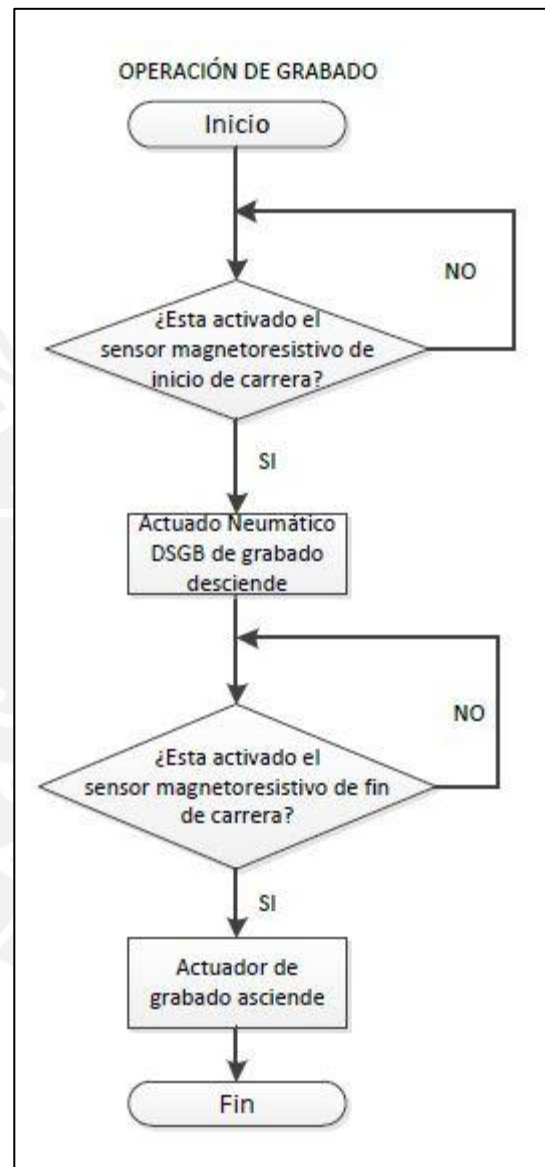 OPERACIÓN DE GRABADO
Inicio
NO
¿Esta activado el
sensor magnetoresistivo de
inicio de carrera?
SI
Actuado Neumático
DSGB de grabado
desciende
NO
¿Esta activado el
sensor magnetoresistivo de fin
de carrera?
SI
Actuador de
grabado asciende
Fin